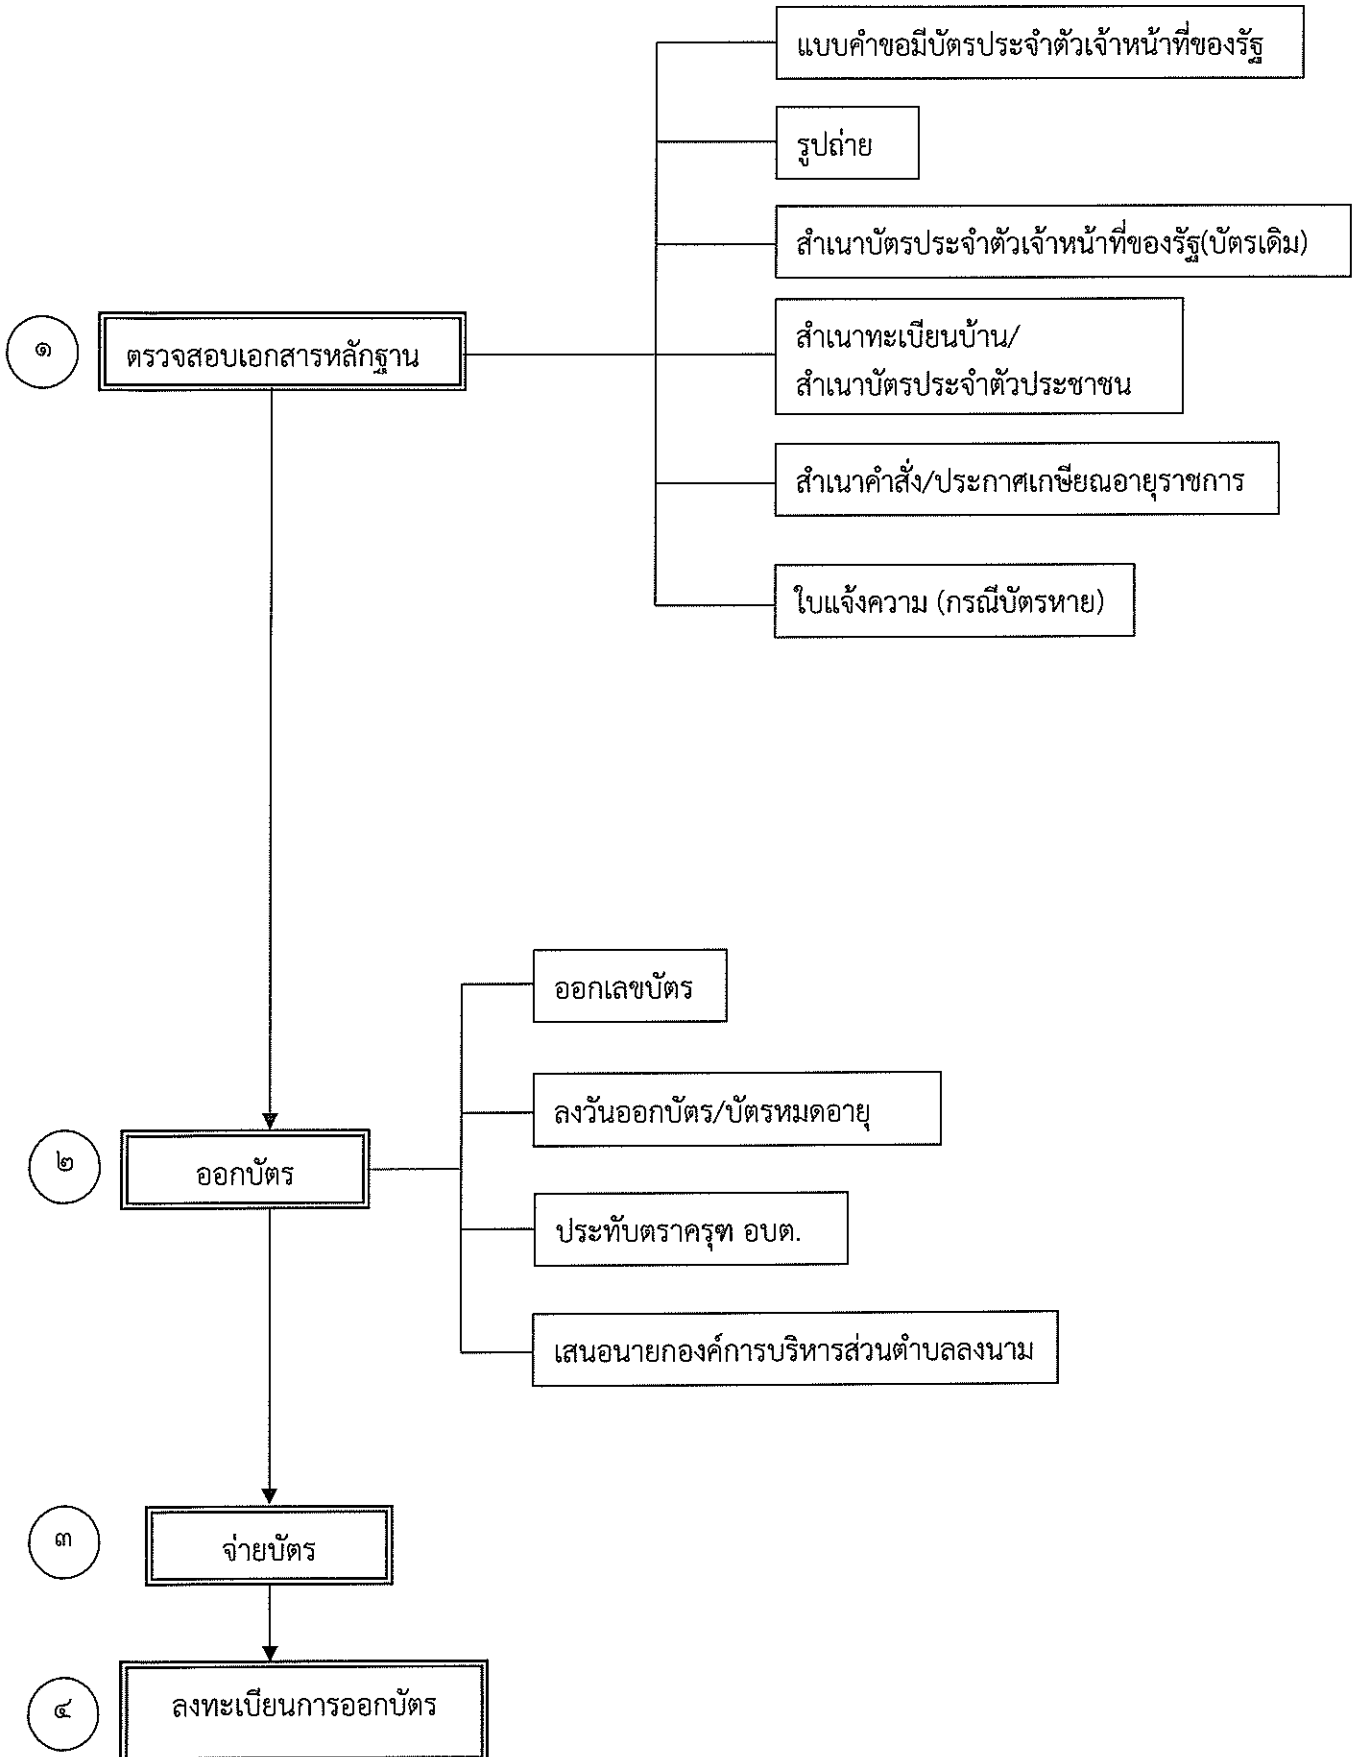 แบบคำขอมีบัตรประจำตัวเจ้าหน้าที่ของรัฐ
รูปถ่าย
สำเนาบัตรประจำตัวเจ้าหน้าที่ของรัฐ(บัตรเดิม)
๑
ตรวจสอบเอกสารหลักฐาน
สำเนาทะเบียนบ้าน/
สำเนาบัตรประจำตัวประชาชน
สำเนาคำสั่ง/ประกาศเกษียณอายุราชการ
ใบแจ้งความ (กรณีบัตรหาย)
ออกเลขบัตร
ลงวันออกบัตร/บัตรหมดอายุ
๒
ออกบัตร
ประทับตราครุฑ อบต.
เสนอนายกองค์การบริหารส่วนตำบลลงนาม
๓
จ่ายบัตร
๔
ลงทะเบียนการออกบัตร